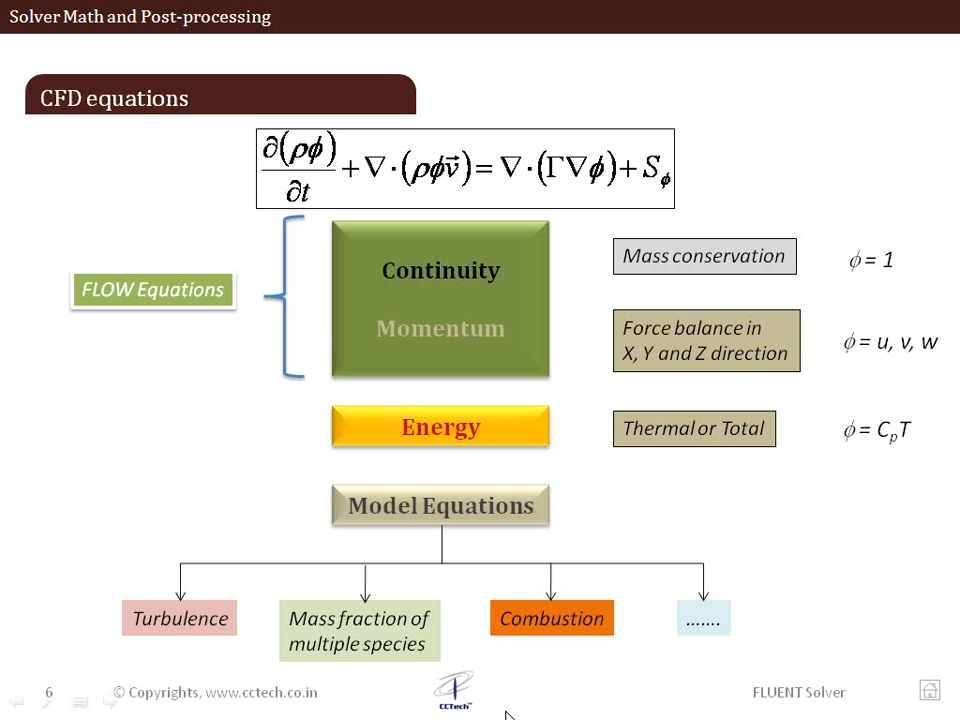 Solver Math and Post-processing
CFD equations
∂(ρϕ)/∂t + ∇·(ρϕv⃗) = ∇·(Γ∇ϕ) + S_ϕ
FLOW Equations
Continuity
Momentum
Mass conservation
ϕ = 1
Force balance in
X, Y and Z direction
ϕ = u, v, w
Energy
Thermal or Total
ϕ = CpT
Model Equations
Turbulence
Mass fraction of
multiple species
Combustion
.......
6
© Copyrights, www.cctech.co.in
CCTech™
FLUENT Solver